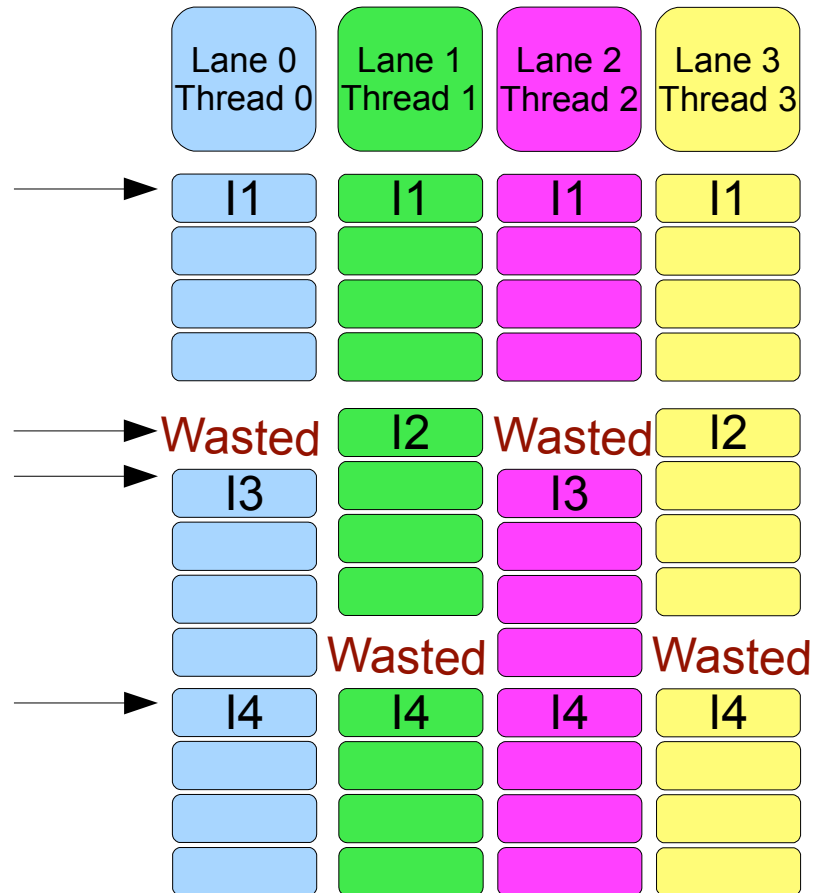 Lane 0 Lane 1 Lane 2 Lane 3
Thread 0 Thread 1 Thread 2 Thread 3
I1 I1 I1 I1
Wasted I2 Wasted I2
I3 I3
Wasted Wasted
I4 I4 I4 I4